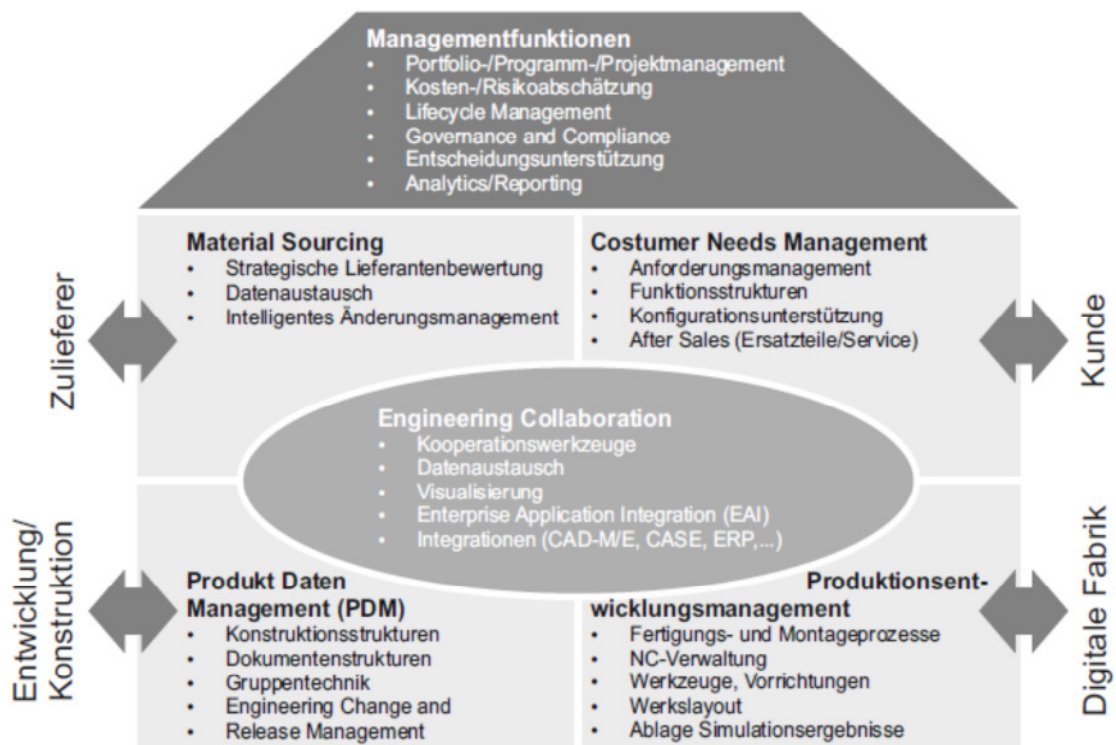 Managementfunktionen
• Portfolio-/Programm-/Projektmanagement
• Kosten-/Risikoabschätzung
• Lifecycle Management
• Governance and Compliance
• Entscheidungsunterstützung
• Analytics/Reporting
Zulieferer
Material Sourcing
• Strategische Lieferantenbewertung
• Datenaustausch
• Intelligentes Änderungsmanagement
Costumer Needs Management
• Anforderungsmanagement
• Funktionsstrukturen
• Konfigurationsunterstützung
• After Sales (Ersatzteile/Service)
Kunde
Engineering Collaboration
• Kooperationswerkzeuge
• Datenaustausch
• Visualisierung
• Enterprise Application Integration (EAI)
• Integrationen (CAD-M/E, CASE, ERP,...)
Entwicklung/
Konstruktion
Produkt Daten
Management (PDM)
• Konstruktionsstrukturen
• Dokumentenstrukturen
• Gruppentechnik
• Engineering Change and
• Release Management
Produktionsent-
wicklungsmanagement
• Fertigungs- und Montageprozesse
• NC-Verwaltung
• Werkzeuge, Vorrichtungen
• Werkslayout
• Ablage Simulationsergebnisse
Digitale Fabrik